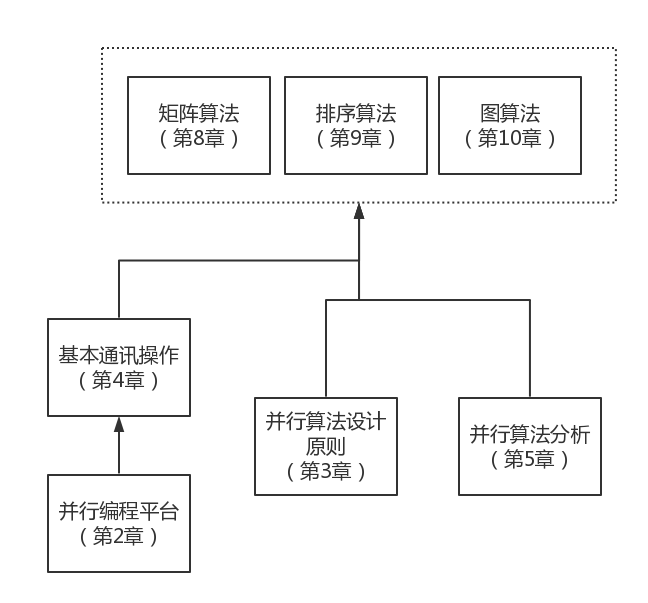 矩阵算法
（第8章）
排序算法
（第9章）
图算法
（第10章）
基本通讯操作
（第4章）
并行算法设计
原则
（第3章）
并行算法分析
（第5章）
并行编程平台
（第2章）